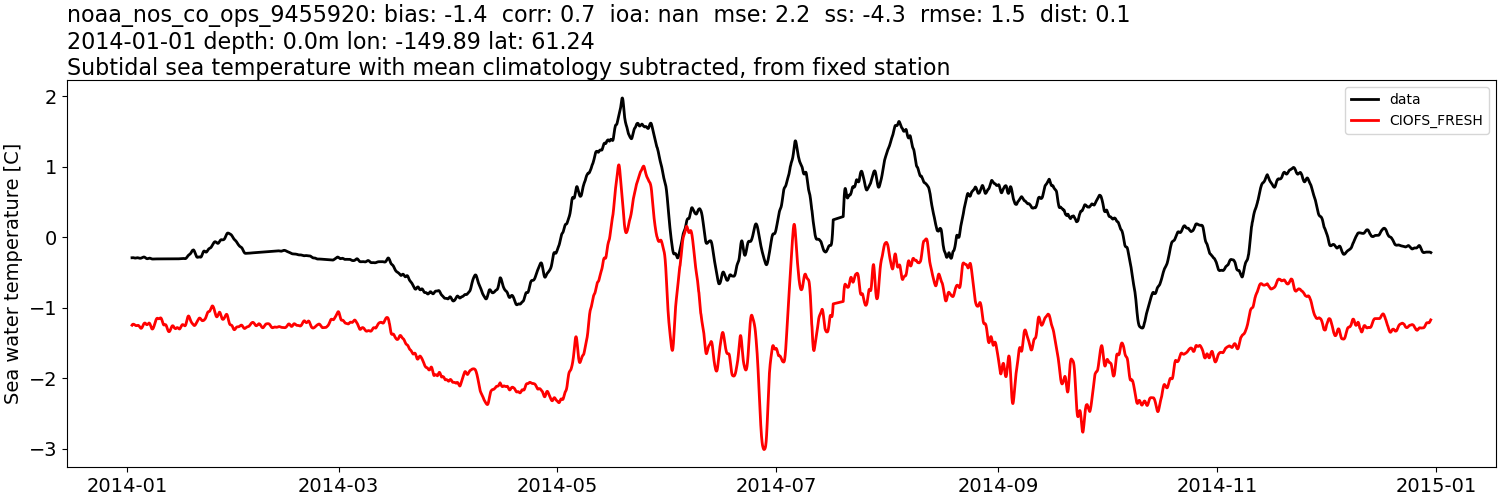 noaa_nos_co_ops_9455920: bias: -1.4  corr: 0.7  ioa: nan  mse: 2.2  ss: -4.3  rmse: 1.5  dist: 0.1
2014-01-01 depth: 0.0m lon: -149.89 lat: 61.24
Subtidal sea temperature with mean climatology subtracted, from fixed station
Sea water temperature [C]
2
1
0
−1
−2
−3
data
CIOFS_FRESH
2014-01
2014-03
2014-05
2014-07
2014-09
2014-11
2015-01